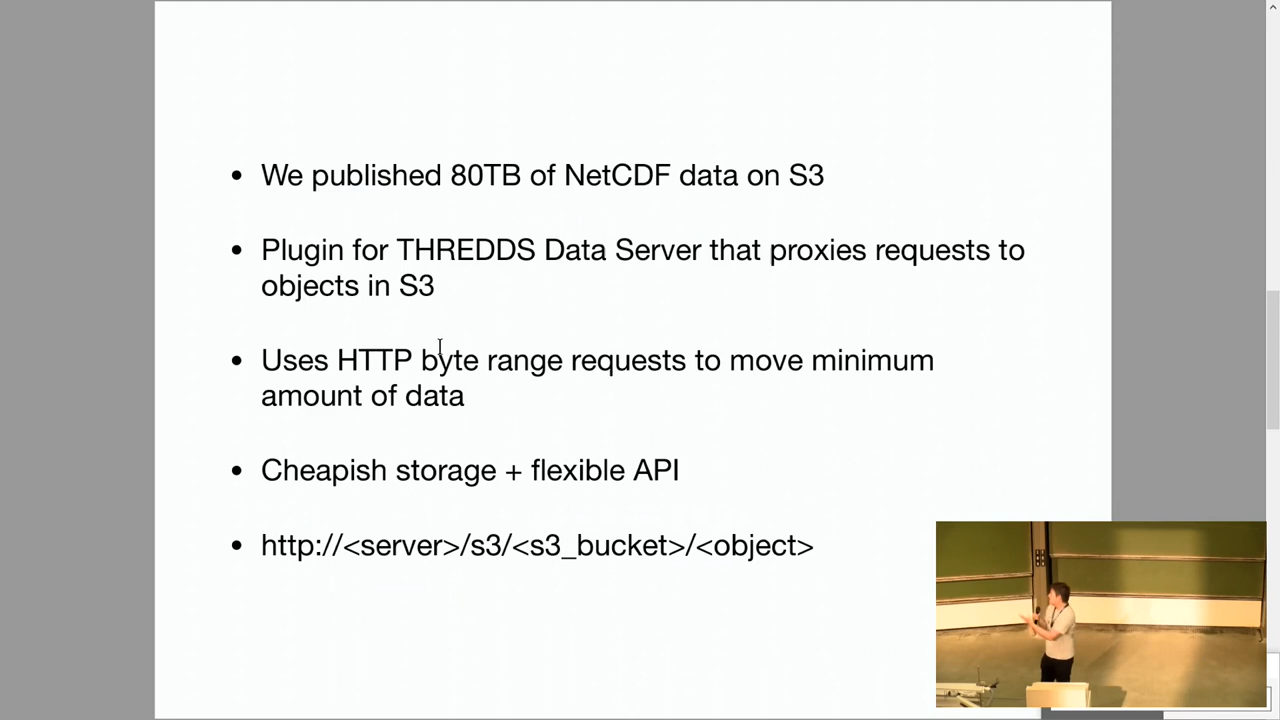 • We published 80TB of NetCDF data on S3
• Plugin for THREDDS Data Server that proxies requests to
objects in S3
• Uses HTTP byte range requests to move minimum
amount of data
• Cheapish storage + flexible API
• http://<server>/s3/<s3_bucket>/<object>